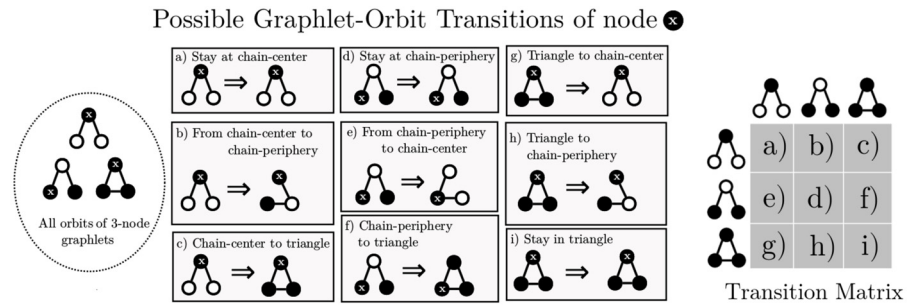 Possible Graphlet-Orbit Transitions of node x
a) Stay at chain-center
x
x
d) Stay at chain-periphery
x
x
g) Triangle to chain-center
x
x
x
x
x
All orbits of 3-node
graphlets
b) From chain-center to
chain-periphery
x
x
e) From chain-periphery
to chain-center
x
x
h) Triangle to
chain-periphery
x
x
c) Chain-center to triangle
x
x
f) Chain-periphery
to triangle
x
x
i) Stay in triangle
x
x
a) b) c)
e) d) f)
g) h) i)
Transition Matrix